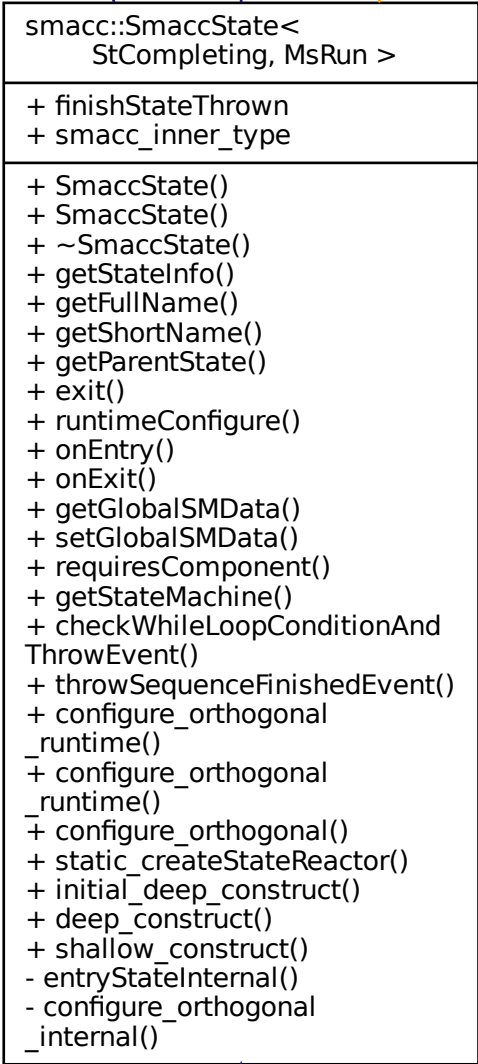 smacc::SmaccState<
StCompleting, MsRun >
+ finishStateThrown
+ smacc_inner_type
+ SmaccState()
+ SmaccState()
+ ~SmaccState()
+ getStateInfo()
+ getFullName()
+ getShortName()
+ getParentState()
+ exit()
+ runtimeConfigure()
+ onEntry()
+ onExit()
+ getGlobalSMData()
+ setGlobalSMData()
+ requiresComponent()
+ getStateMachine()
+ checkWhileLoopConditionAnd
ThrowEvent()
+ throwSequenceFinishedEvent()
+ configure_orthogonal
_runtime()
+ configure_orthogonal
_runtime()
+ configure_orthogonal()
+ static_createStateReactor()
+ initial_deep_construct()
+ deep_construct()
+ shallow_construct()
- entryStateInternal()
- configure_orthogonal
_internal()